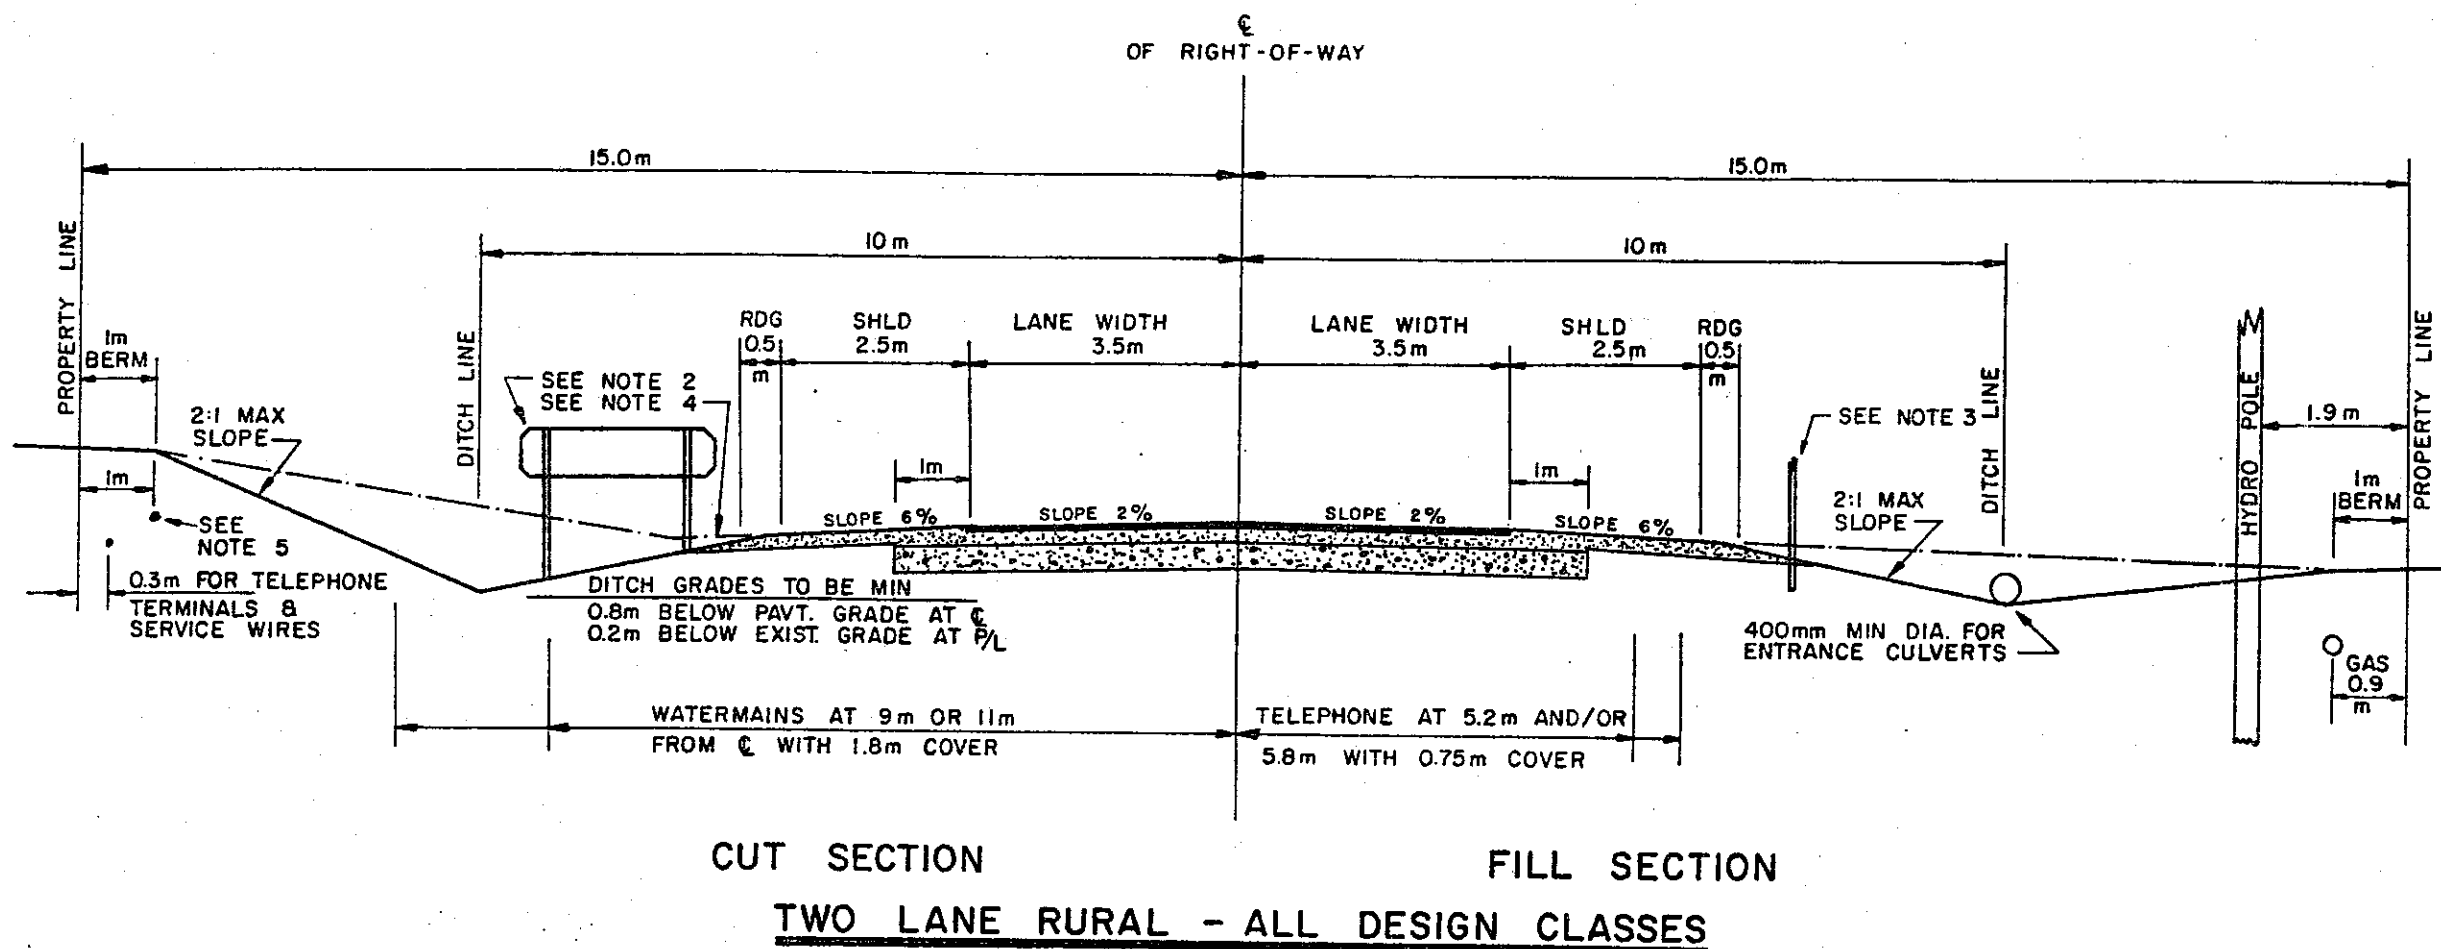 ℄
OF RIGHT-OF-WAY
15.0m
15.0m
10 m
10 m
PROPERTY LINE
DITCH LINE
RDG
0.5
m
SHLD
2.5m
LANE WIDTH
3.5m
LANE WIDTH
3.5m
SHLD
2.5m
RDG
0.5
m
DITCH LINE
HYDRO POLE
PROPERTY LINE
1m
BERM
2:1 MAX
SLOPE
SEE NOTE 2
SEE NOTE 4
SEE NOTE 3
1.9 m
1m
1m
1m
SLOPE 6%
SLOPE 2%
SLOPE 2%
SLOPE 6%
2:1 MAX
SLOPE
1m
BERM
SEE
NOTE 5
0.3m FOR TELEPHONE
TERMINALS &
SERVICE WIRES
DITCH GRADES TO BE MIN
0.8m BELOW PAVT. GRADE AT ℄
0.2m BELOW EXIST. GRADE AT P/L
400mm MIN DIA. FOR
ENTRANCE CULVERTS
GAS
0.9
m
WATERMAINS AT 9m OR 11m
FROM ℄ WITH 1.8m COVER
TELEPHONE AT 5.2m AND/OR
5.8m WITH 0.75m COVER
CUT SECTION
FILL SECTION
TWO LANE RURAL - ALL DESIGN CLASSES